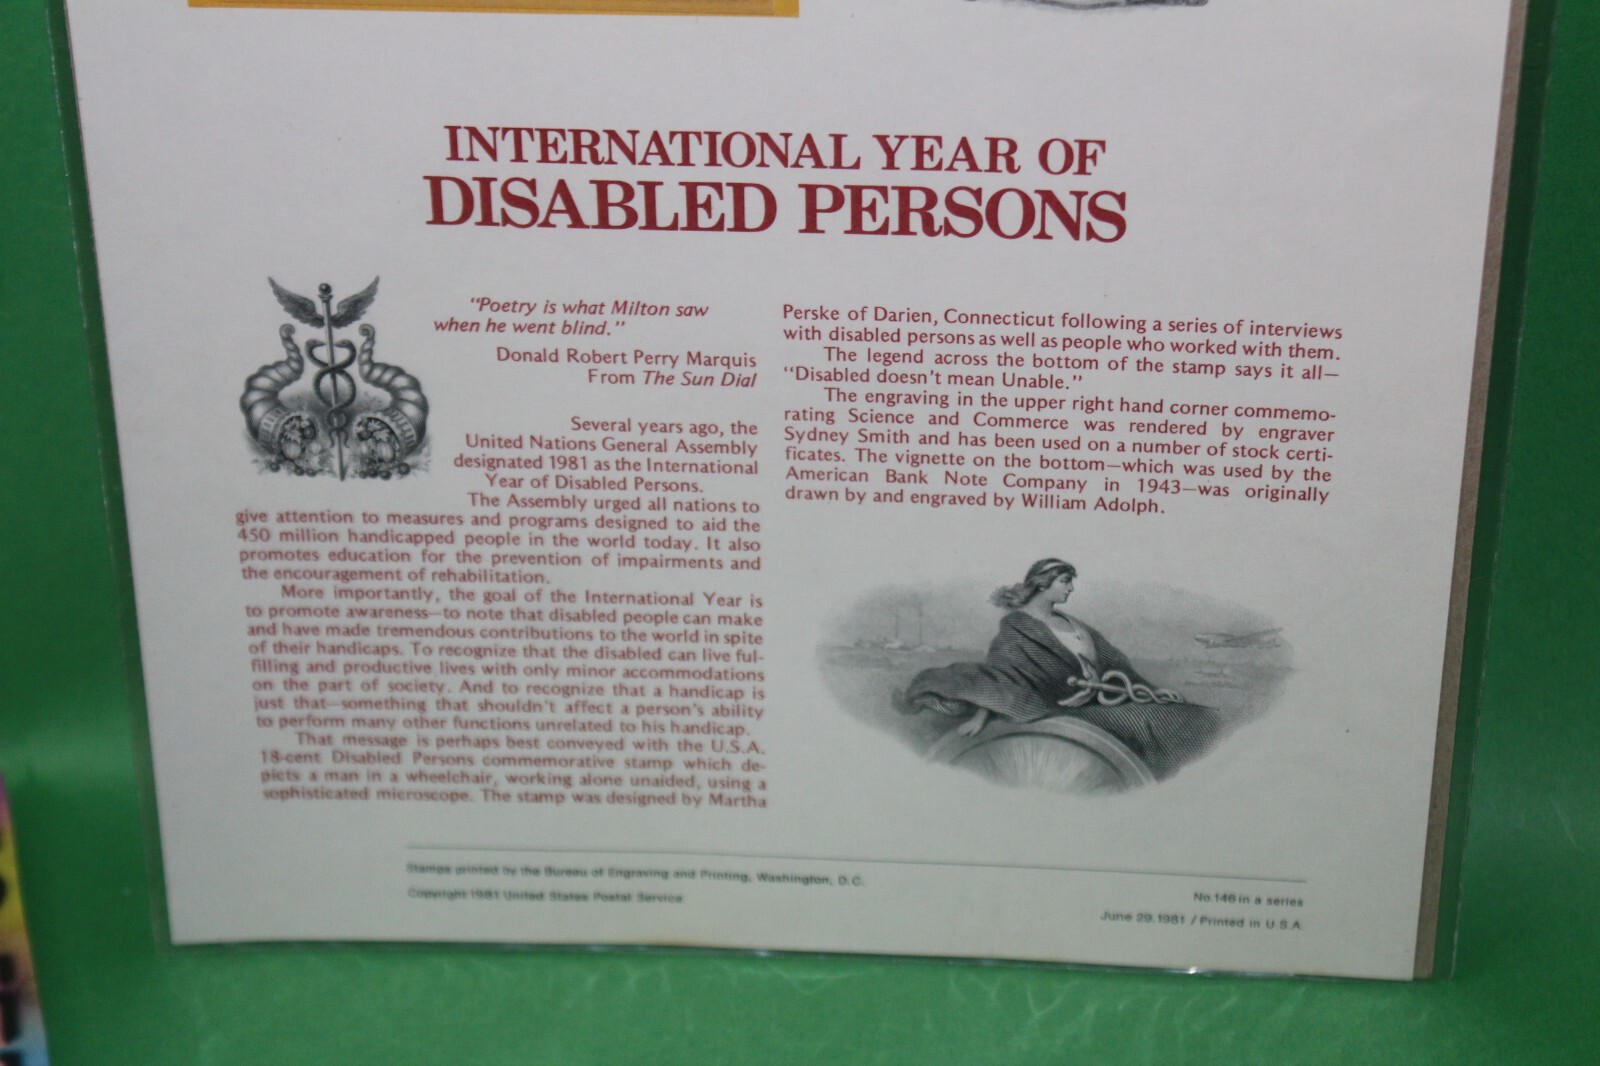 INTERNATIONAL YEAR OF
DISABLED PERSONS
"Poetry is what Milton saw
when he went blind."
Donald Robert Perry Marquis
From The Sun Dial
Several years ago, the
United Nations General Assembly
designated 1981 as the International
Year of Disabled Persons.
The Assembly urged all nations to
give attention to measures and programs designed to aid the
450 million handicapped people in the world today. It also
promotes education for the prevention of impairments and
the encouragement of rehabilitation.
More importantly, the goal of the International Year is
to promote awareness—to note that disabled people can make
and have made tremendous contributions to the world in spite
of their handicaps. To recognize that the disabled can live ful-
filling and productive lives with only minor accommodations
on the part of society. And to recognize that a handicap is
just that—something that shouldn't affect a person's ability
to perform many other functions unrelated to his handicap.
That message is perhaps best conveyed with the U.S.A.
18-cent Disabled Persons commemorative stamp which de-
picts a man in a wheelchair, working alone unaided, using a
sophisticated microscope. The stamp was designed by Martha
Perske of Darien, Connecticut following a series of interviews
with disabled persons as well as people who worked with them.
The legend across the bottom of the stamp says it all—
"Disabled doesn't mean Unable."
The engraving in the upper right hand corner commemo-
rating Science and Commerce was rendered by engraver
Sydney Smith and has been used on a number of stock certi-
ficates. The vignette on the bottom—which was used by the
American Bank Note Company in 1943—was originally
drawn by and engraved by William Adolph.
Stamps printed by the Bureau of Engraving and Printing, Washington, D.C.
Copyright 1981 United States Postal Service
No. 146 in a series
June 29, 1981 / Printed in U.S.A.